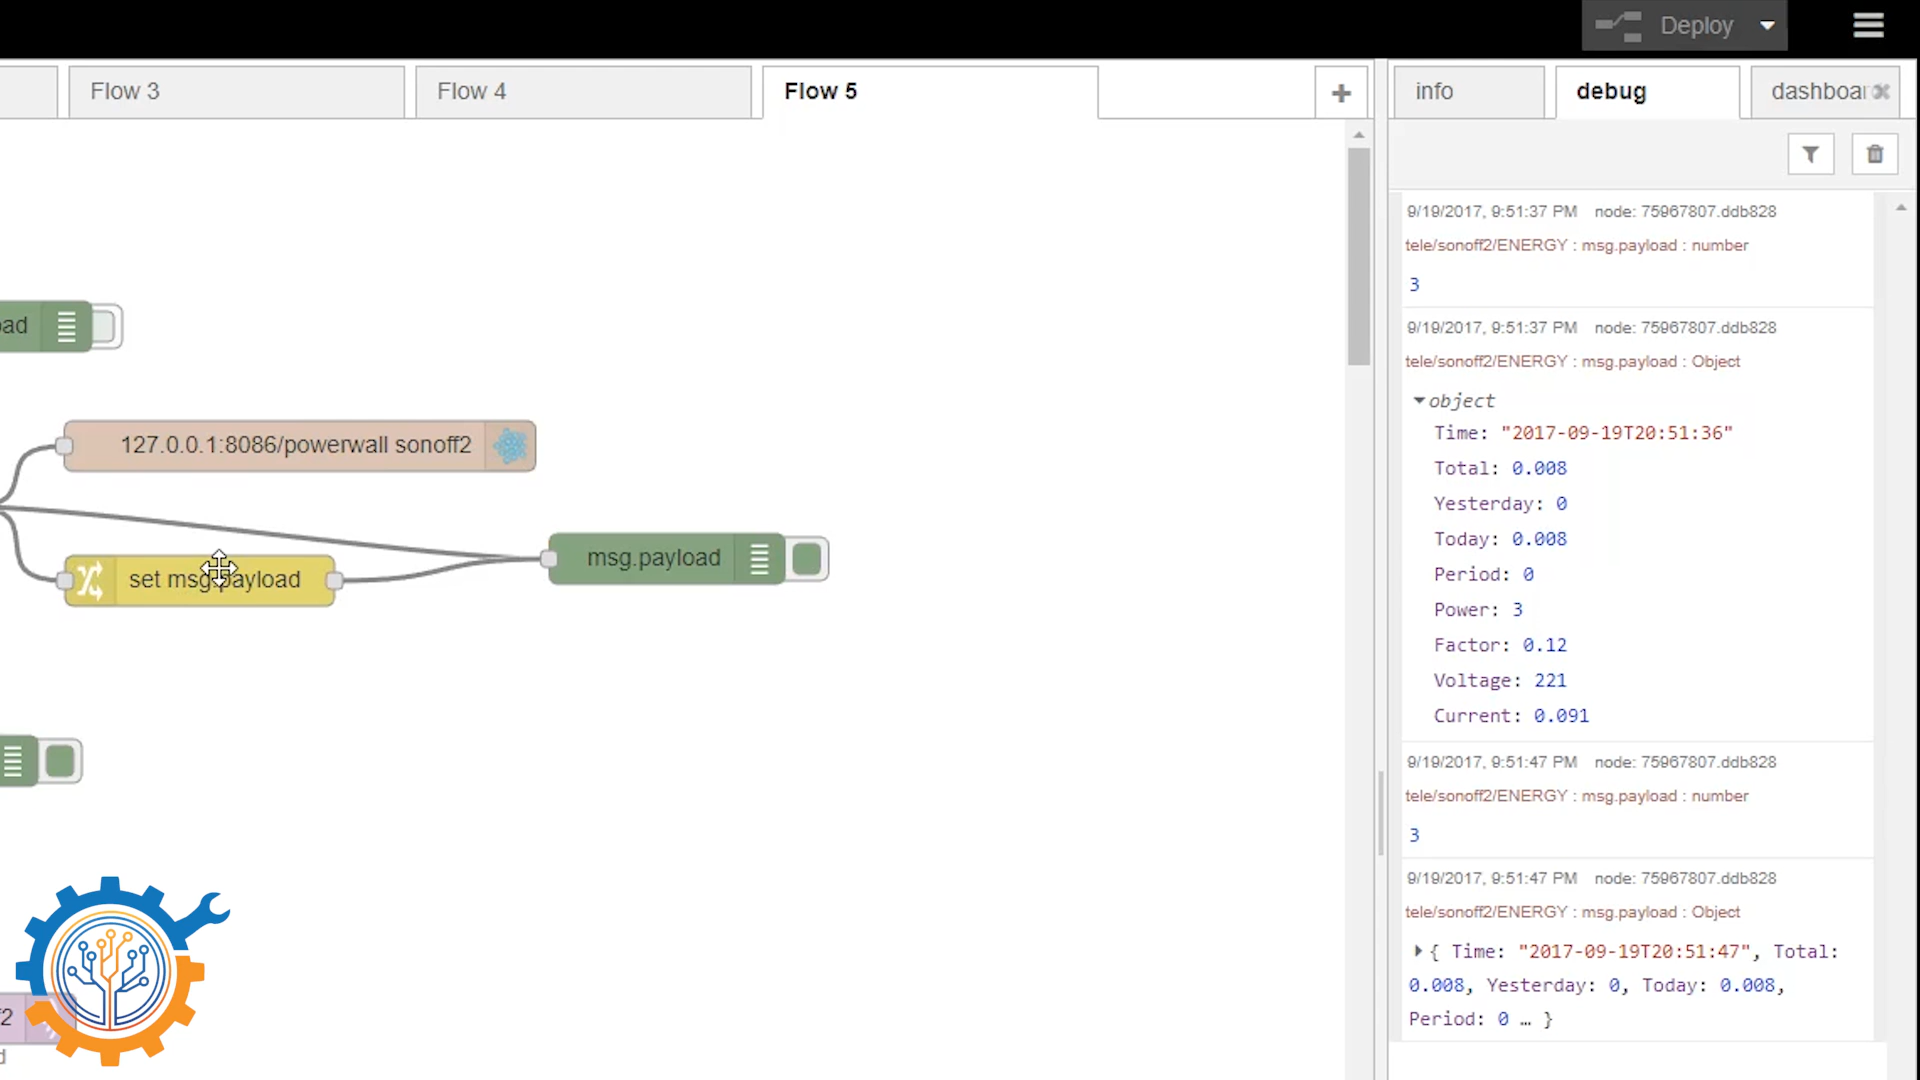 Deploy
Flow 3
Flow 4
Flow 5
info
debug
dashboar
9/19/2017, 9:51:37 PM node: 75967807.ddb828
tele/sonoff2/ENERGY : msg.payload : number
3
9/19/2017, 9:51:37 PM node: 75967807.ddb828
tele/sonoff2/ENERGY : msg.payload : Object
object
Time: "2017-09-19T20:51:36"
Total: 0.008
Yesterday: 0
Today: 0.008
Period: 0
Power: 3
Factor: 0.12
Voltage: 221
Current: 0.091
9/19/2017, 9:51:47 PM node: 75967807.ddb828
tele/sonoff2/ENERGY : msg.payload : number
3
9/19/2017, 9:51:47 PM node: 75967807.ddb828
tele/sonoff2/ENERGY : msg.payload : Object
{ Time: "2017-09-19T20:51:47", Total:
0.008, Yesterday: 0, Today: 0.008,
Period: 0 … }
oad
127.0.0.1:8086/powerwall sonoff2
msg.payload
set msg.payload